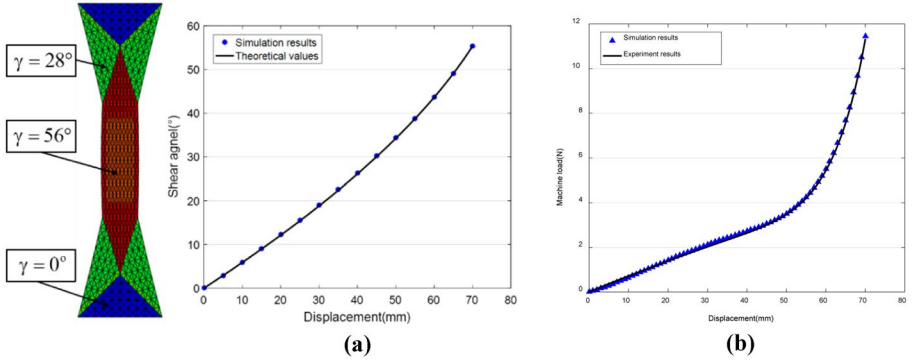 γ = 28°
γ = 56°
γ = 0°
60
50
40
30
20
10
0
Shear agnel(°)
Simulation results
Theoretical values
0 10 20 30 40 50 60 70 80
Displacement(mm)
(a)
12
10
8
6
4
2
0
Machine load(N)
Simulation results
Experiment results
0 10 20 30 40 50 60 70 80
Displacement(mm)
(b)